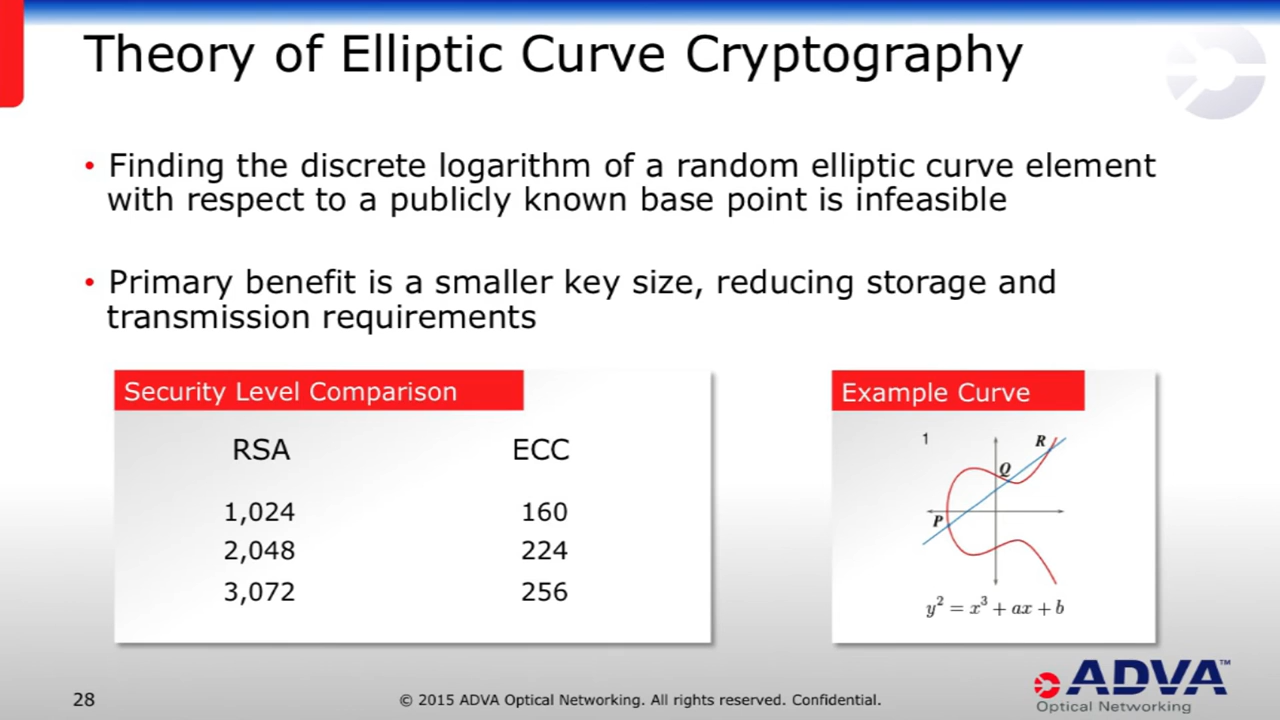 Theory of Elliptic Curve Cryptography
• Finding the discrete logarithm of a random elliptic curve element
with respect to a publicly known base point is infeasible
• Primary benefit is a smaller key size, reducing storage and
transmission requirements
Security Level Comparison
RSA ECC
1,024 160
2,048 224
3,072 256
Example Curve
1
R
Q
P
y² = x³ + ax + b
28
© 2015 ADVA Optical Networking. All rights reserved. Confidential.
ADVA™
Optical Networking